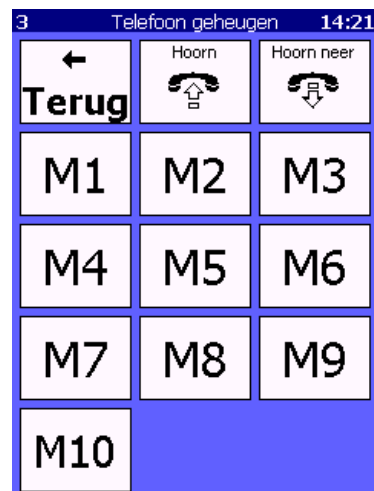 3 Telefoon geheugen 14:21
Terug Hoorn Hoorn neer
M1 M2 M3
M4 M5 M6
M7 M8 M9
M10